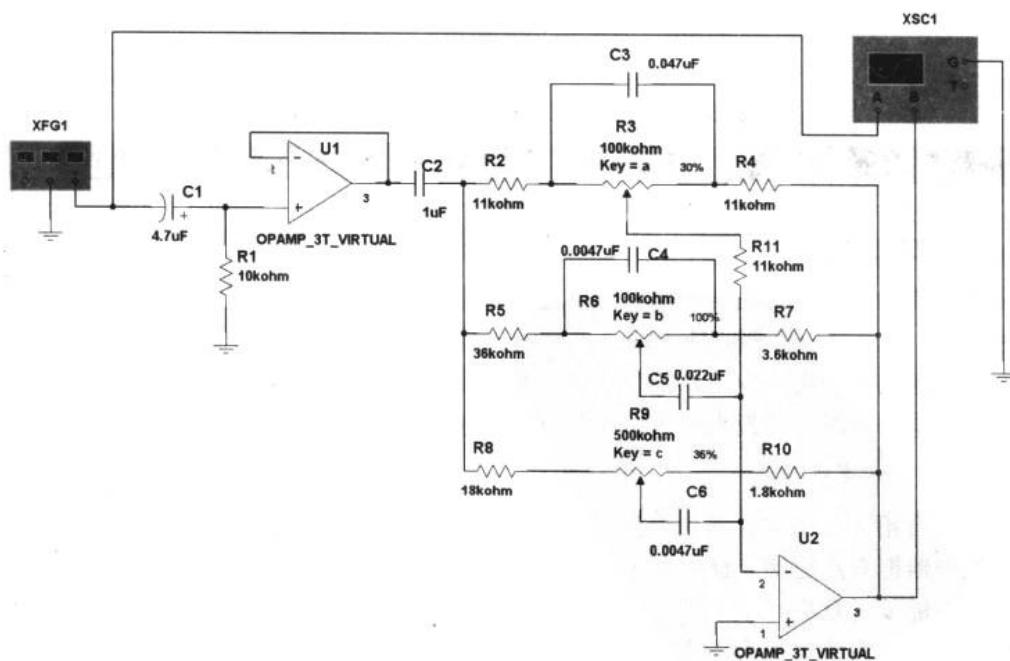 XSC1
G
T
A B
C3
0.047uF
XFG1
R3
100kohm
Key = a 30%
U1
C2
1uF
R2
11kohm
R4
11kohm
C1
4.7uF
+
-
+
3
OPAMP_3T_VIRTUAL
R1
10kohm
R11
11kohm
0.0047uF
C4
R6
100kohm
Key = b 100%
R5
36kohm
R7
3.6kohm
C5
0.022uF
R9
500kohm
Key = c 36%
R8
18kohm
R10
1.8kohm
C6
0.0047uF
U2
2
-
3
1
+
OPAMP_3T_VIRTUAL